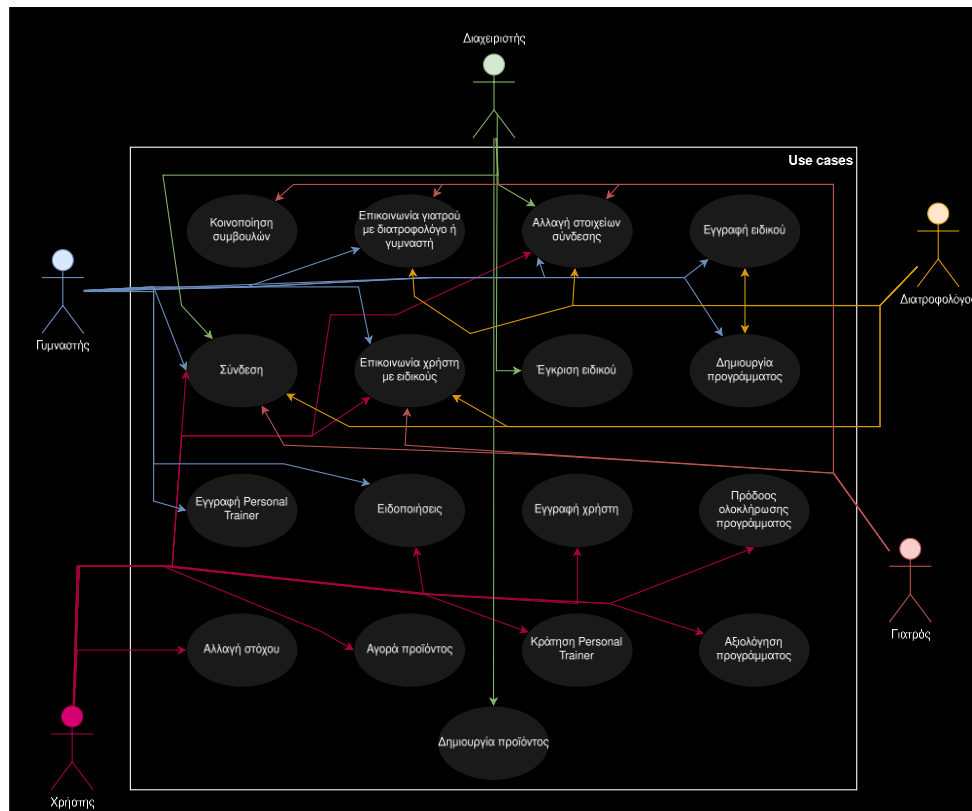 Διαχειριστής
Use cases
Κοινοποίηση
συμβουλών
Επικοινωνία γιατρού
με διατροφολόγο ή
γυμναστή
Αλλαγή στοιχείων
σύνδεσης
Εγγραφή ειδικού
Γυμναστής
Διατροφολόγος
Σύνδεση
Επικοινωνία χρήστη
με ειδικούς
Έγκριση ειδικού
Δημιουργία
προγράμματος
Εγγραφή Personal
Trainer
Ειδοποιήσεις
Εγγραφή χρήστη
Πρόδοος
ολοκλήρωσης
προγράμματος
Γιατρός
Αλλαγή στόχου
Αγορά προϊόντος
Κράτηση Personal
Trainer
Αξιολόγηση
προγράμματος
Δημιουργία προϊόντος
Χρήστης